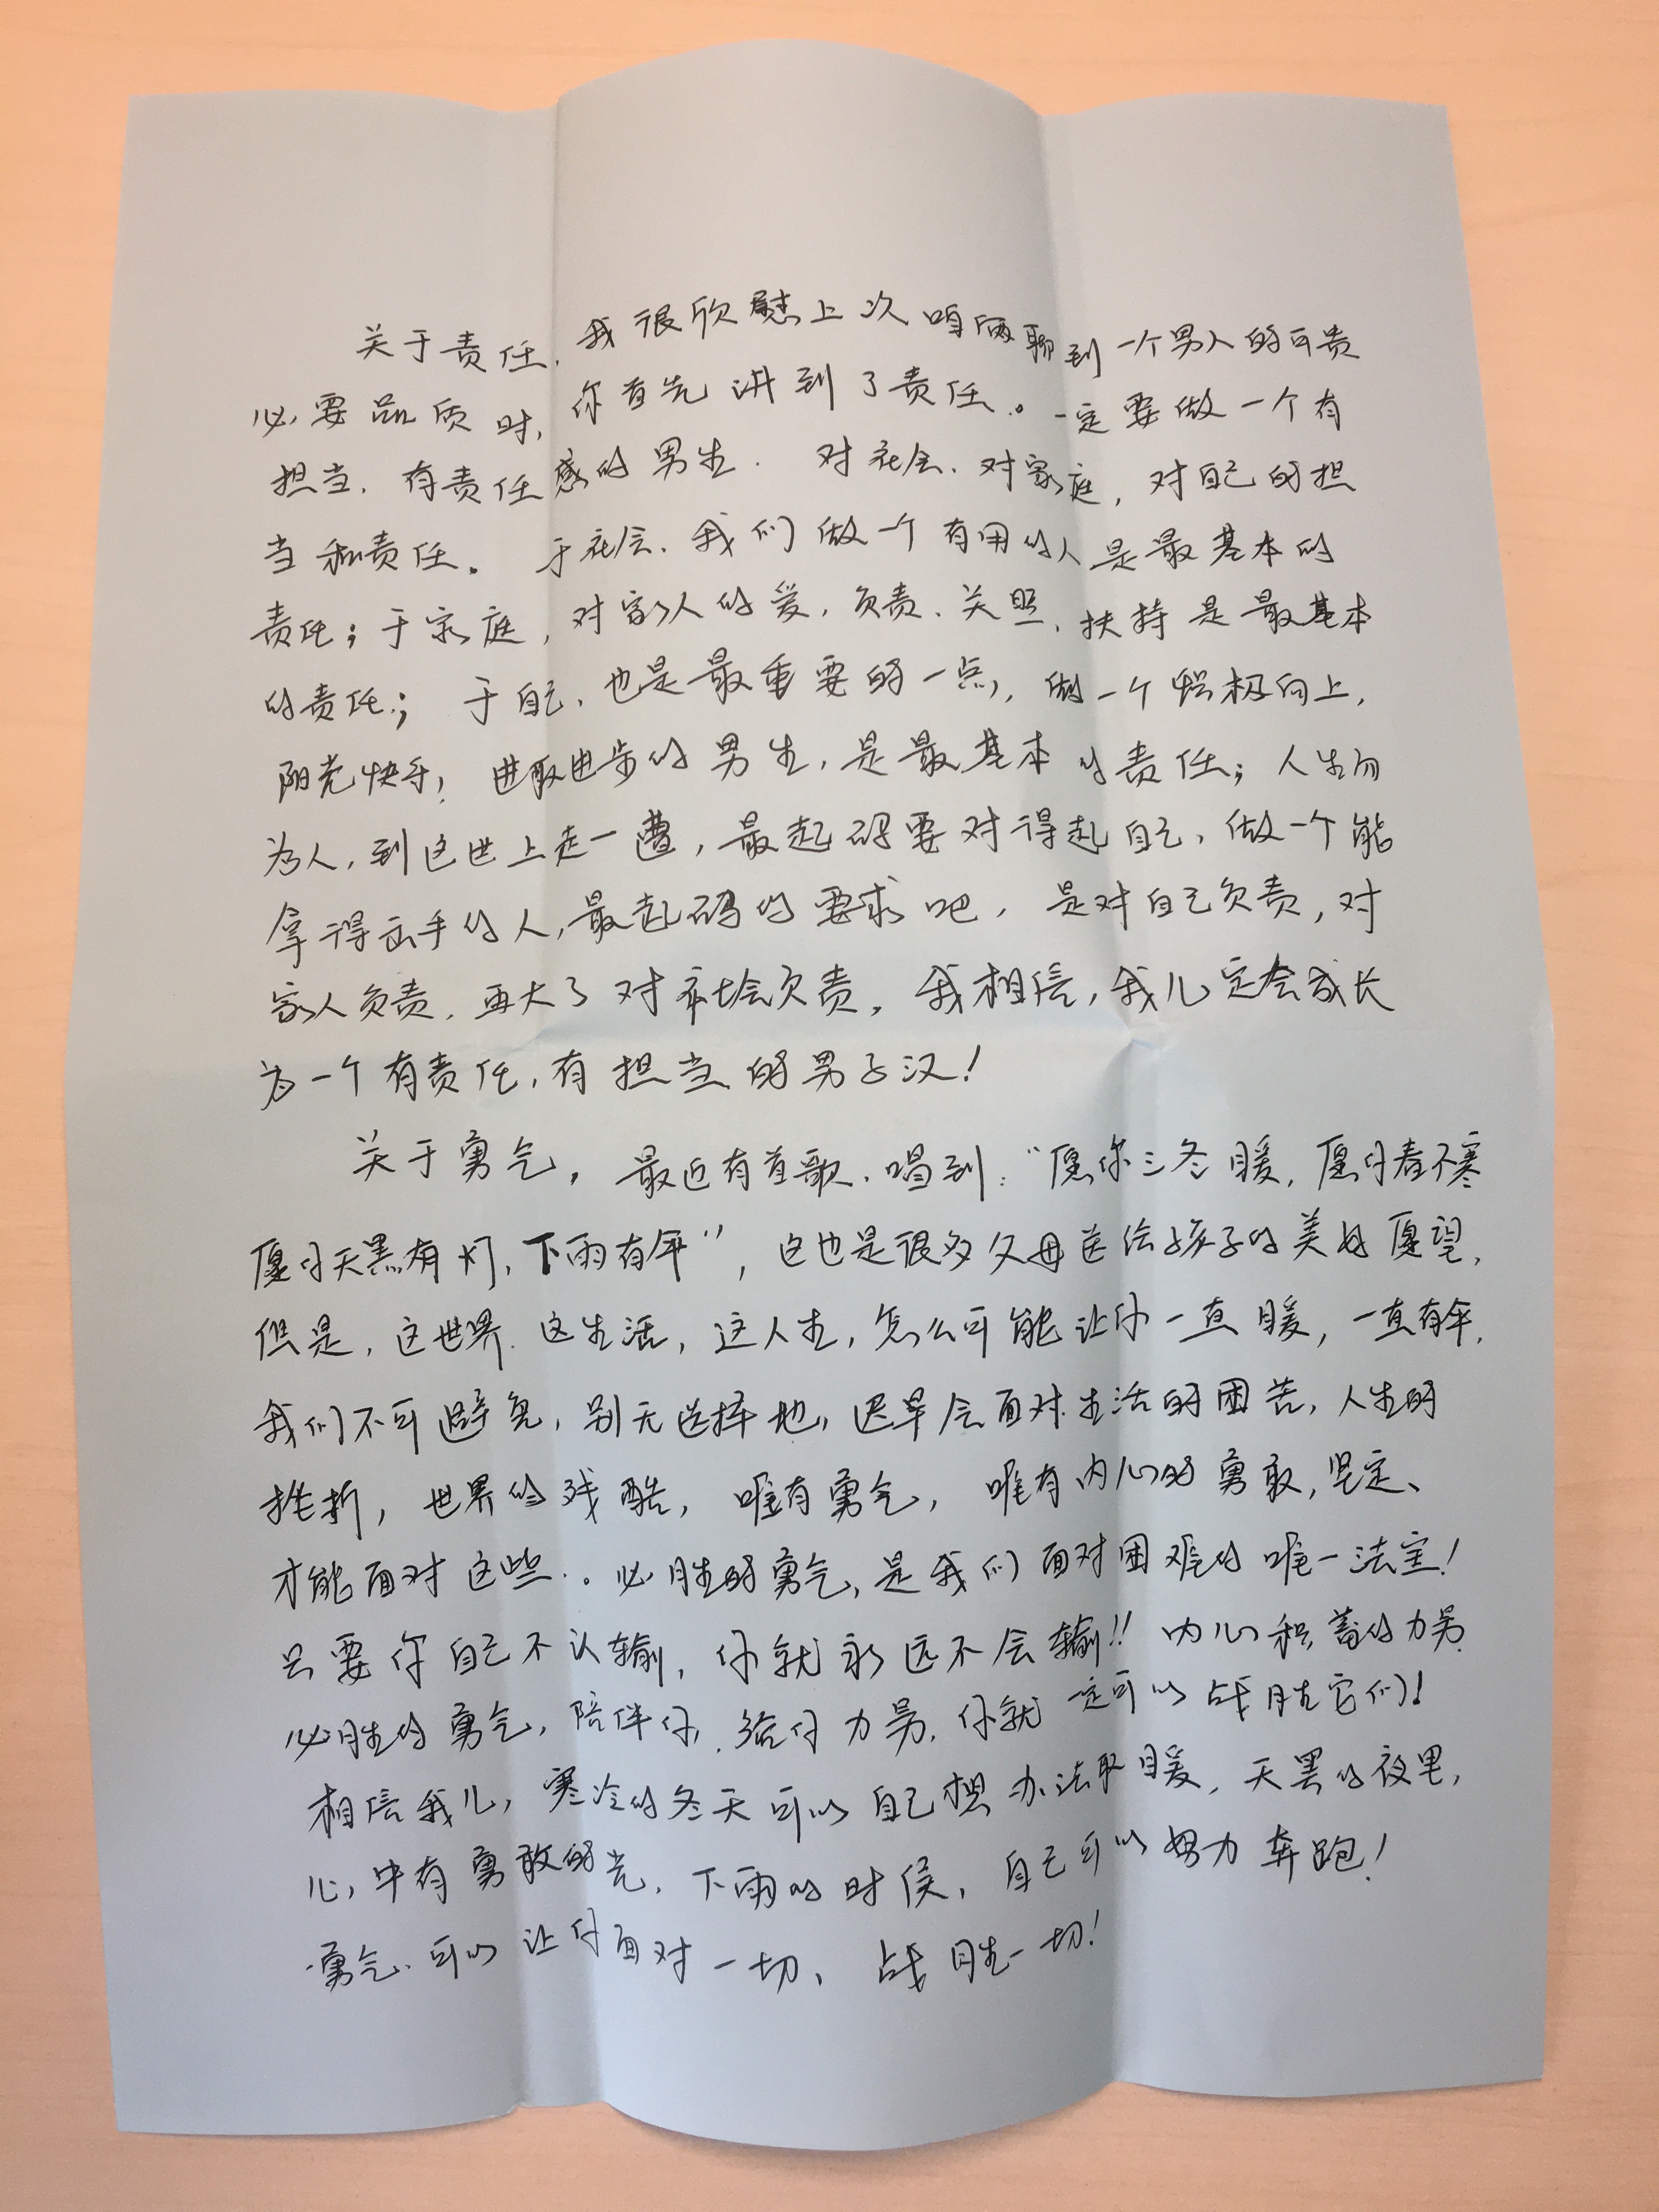 关于责任，我很欣慰上次咱俩聊到一个男人的可贵
必要品质时，你首先讲到了责任。一定要做一个有
担当、有责任感的男生．对社会、对家庭，对自己的担
当和责任。于社会、我们做一个有用的人是最基本的
责任；于家庭，对家人的爱，负责、关照、扶持是最基本
的责任；于自己，也是最重要的一点，做一个积极向上，
阳光快乐，进取进步的男生，是最基本的责任；人生
为人，到这世上走一遭，最起码要对得起自己，做一个能
拿得出手的人，最起码的要求吧，是对自己负责，对
家人负责，再大了对社会负责。我相信，我儿定会成长
为一个有责任，有担当的男子汉！
关于勇气，最近有首歌、唱到：“愿你三冬暖，愿你春不寒
愿你天黑有灯，下雨有伞”，这也是很多父母送给孩子的美好愿望，
但是，这世界、这生活，这人生，怎么可能让你一直暖，一直有伞，
我们不可避免，别无选择地，迟早会面对生活的困苦，人生的
挫折，世界的残酷，唯有勇气，唯有内心的勇敢，坚定、
才能面对这些．。必胜的勇气，是我们面对困难的唯一法宝！
只要你自己不认输，你就永远不会输！！内心积蓄的力量
必胜的勇气，陪伴你，给你力量，你就一定可以战胜它们！
相信我儿，寒冷的冬天可以自己想办法取暖，天黑的夜里，
心中有勇敢的光，下雨的时候，自己可以努力奔跑！
勇气、可以让你面对一切、战胜一切！